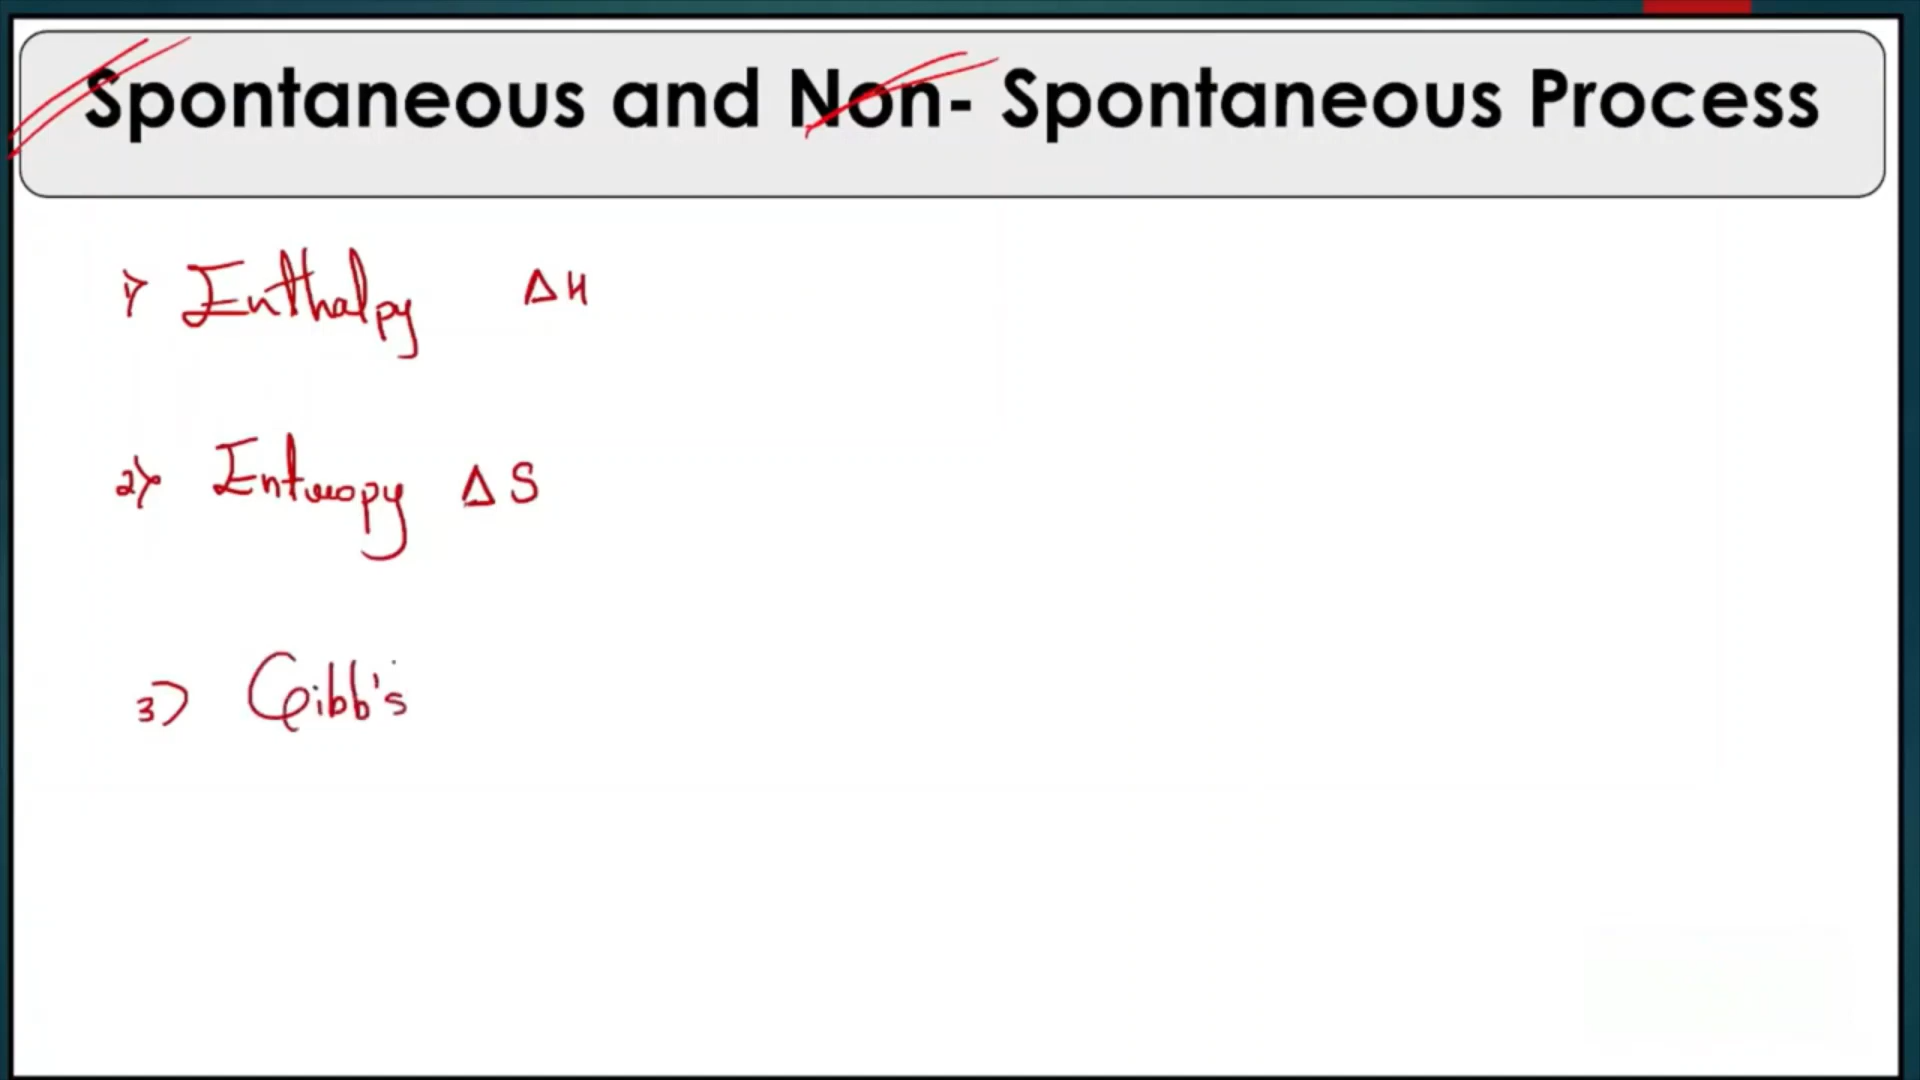 Spontaneous and Non- Spontaneous Process
1) Enthalpy ΔH
2) Entropy ΔS
3) Gibb's